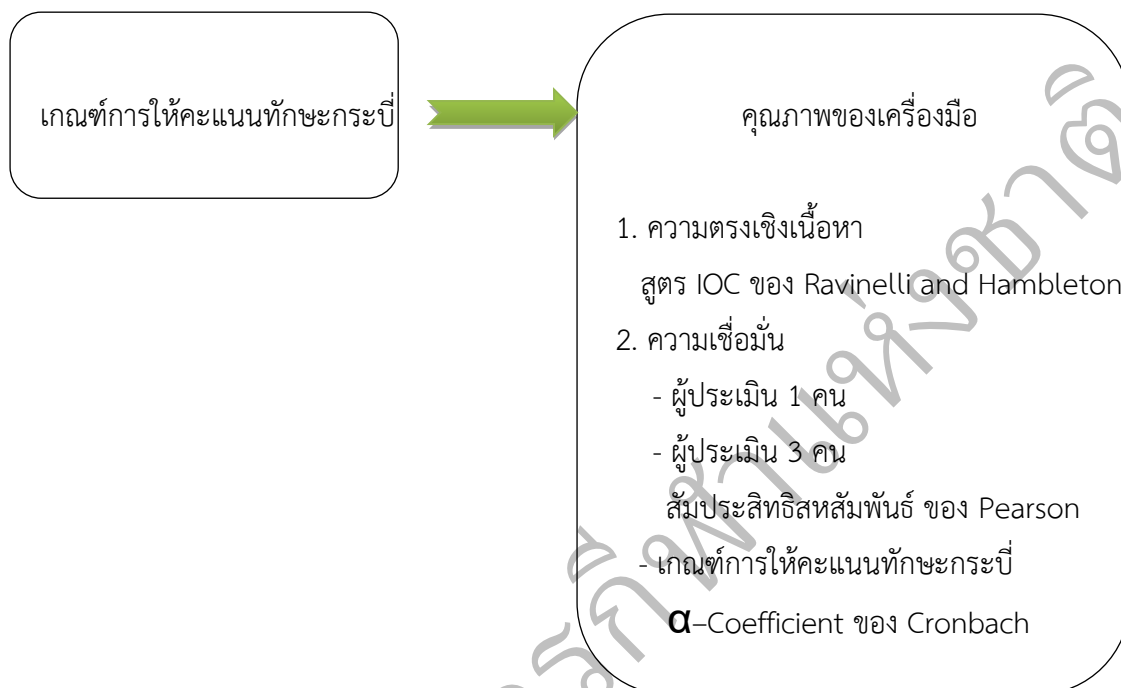 เกณฑ์การให้คะแนนทักษะกระบี่
คุณภาพของเครื่องมือ
1. ความตรงเชิงเนื้อหา
สูตร IOC ของ Ravinelli and Hambleton
2. ความเชื่อมั่น
- ผู้ประเมิน 1 คน
- ผู้ประเมิน 3 คน
สัมประสิทธิสหสัมพันธ์ ของ Pearson
- เกณฑ์การให้คะแนนทักษะกระบี่
α–Coefficient ของ Cronbach